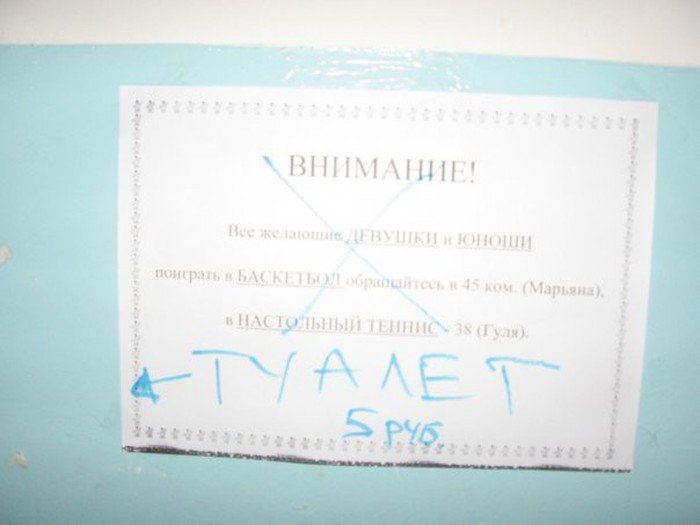 ВНИМАНИЕ!
Все желающие ДЕВУШКИ и ЮНОШИ
поиграть в БАСКЕТБОЛ обращайтесь в 45 ком. (Марьяна),
в НАСТОЛЬНЫЙ ТЕННИС - 38 (Гуля).
ТУАЛЕТ
5 руб.